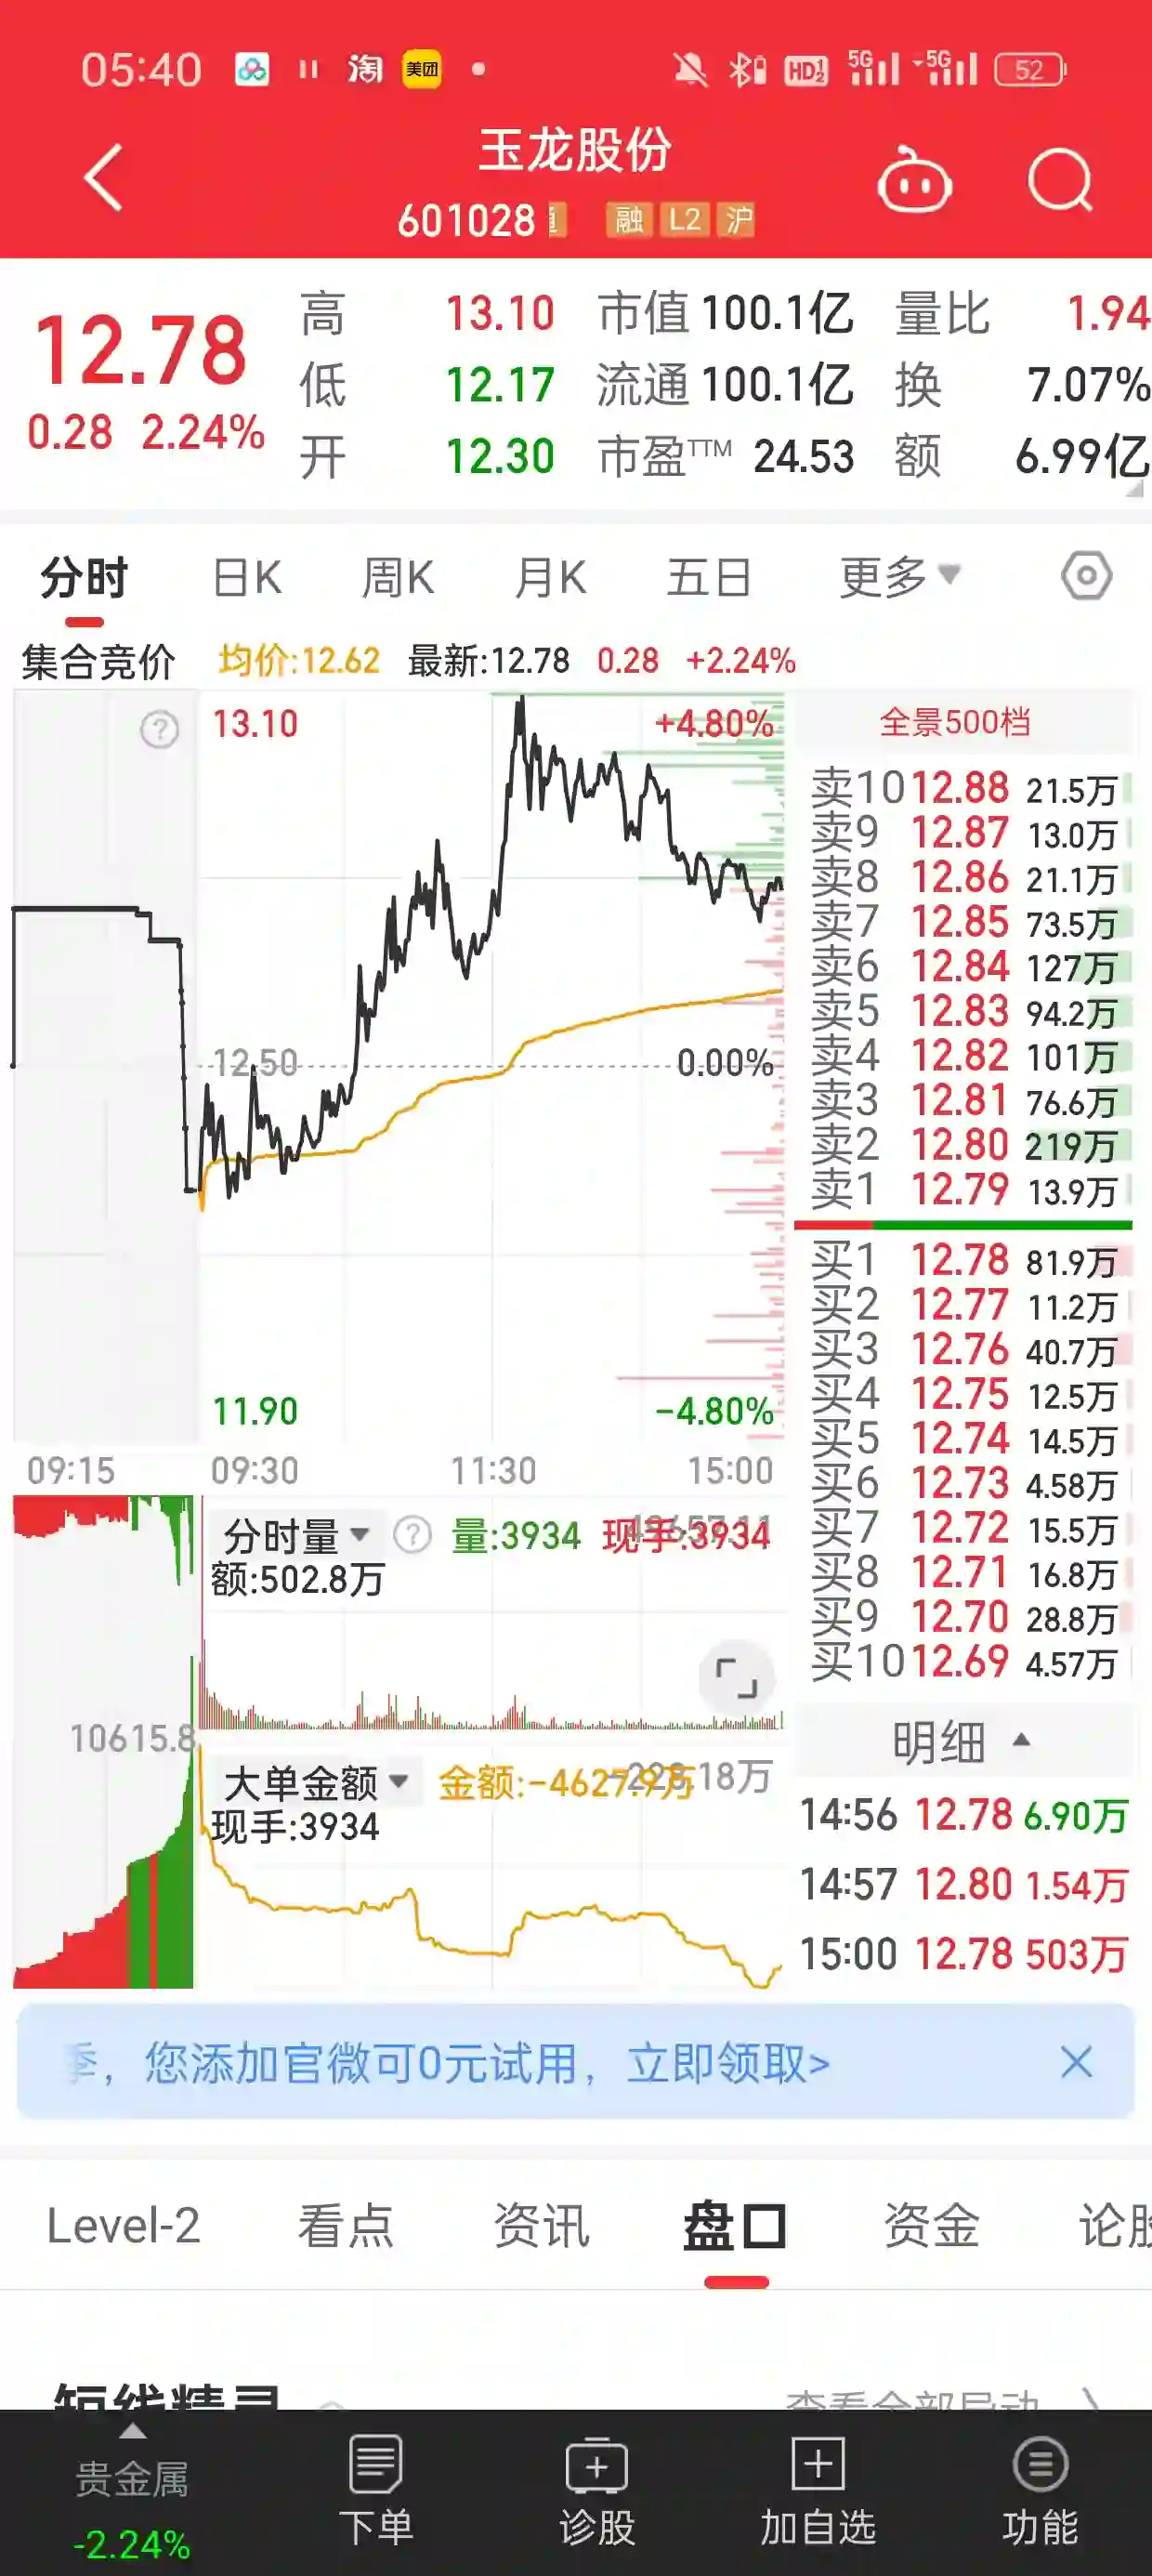 05:40 淘 美团 HD 5G 5G 52
玉龙股份
601028 融 L2 沪
12.78
0.28 2.24%
高 13.10 市值 100.1亿 量比 1.94
低 12.17 流通 100.1亿 换 7.07%
开 12.30 市盈TTM 24.53 额 6.99亿
分时 日K 周K 月K 五日 更多
集合竞价 均价:12.62 最新:12.78 0.28 +2.24%
13.10 +4.80%
12.50 0.00%
11.90 -4.80%
09:15 09:30 11:30 15:00
全景500档
卖10 12.88 21.5万
卖9 12.87 13.0万
卖8 12.86 21.1万
卖7 12.85 73.5万
卖6 12.84 127万
卖5 12.83 94.2万
卖4 12.82 101万
卖3 12.81 76.6万
卖2 12.80 219万
卖1 12.79 13.9万
买1 12.78 81.9万
买2 12.77 11.2万
买3 12.76 40.7万
买4 12.75 12.5万
买5 12.74 14.5万
买6 12.73 4.58万
买7 12.72 15.5万
买8 12.71 16.8万
买9 12.70 28.8万
买10 12.69 4.57万
分时量 ? 量:3934 现手:3934
额:502.8万
10615.8
大单金额 金额:-4627.9万
现手:3934
明细
14:56 12.78 6.90万
14:57 12.80 1.54万
15:00 12.78 503万
季，您添加官微可0元试用，立即领取>
Level-2 看点 资讯 盘口 资金 论股
短线精灵 查看全部异动
贵金属
-2.24%
下单 诊股 加自选 功能